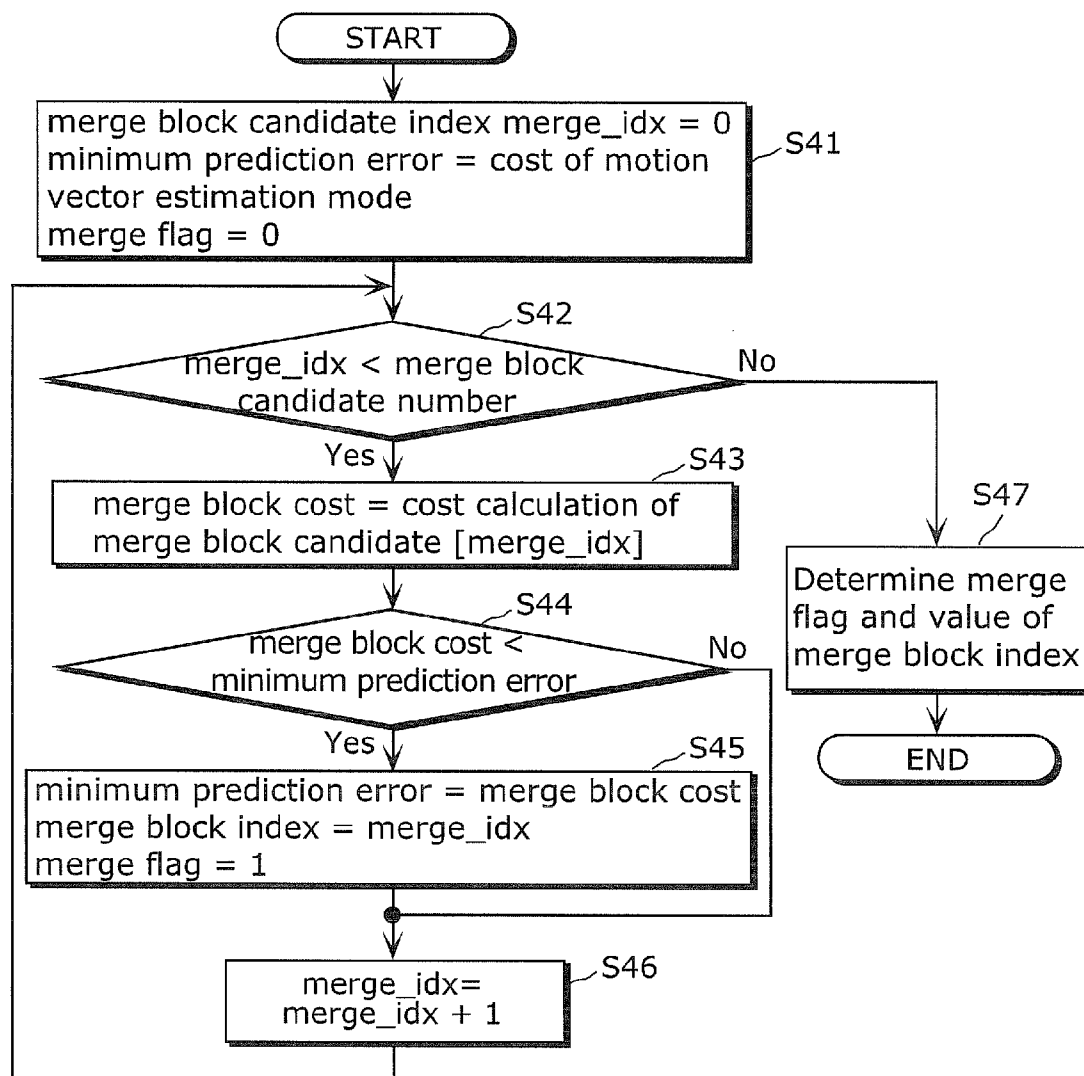 START
merge block candidate index merge_idx = 0
minimum prediction error = cost of motion
vector estimation mode
merge flag = 0
S41
S42
merge_idx < merge block
candidate number
No
Yes
S43
merge block cost = cost calculation of
merge block candidate [merge_idx]
S44
merge block cost <
minimum prediction error
No
Yes
S45
minimum prediction error = merge block cost
merge block index = merge_idx
merge flag = 1
S46
merge_idx=
merge_idx + 1
S47
Determine merge
flag and value of
merge block index
END